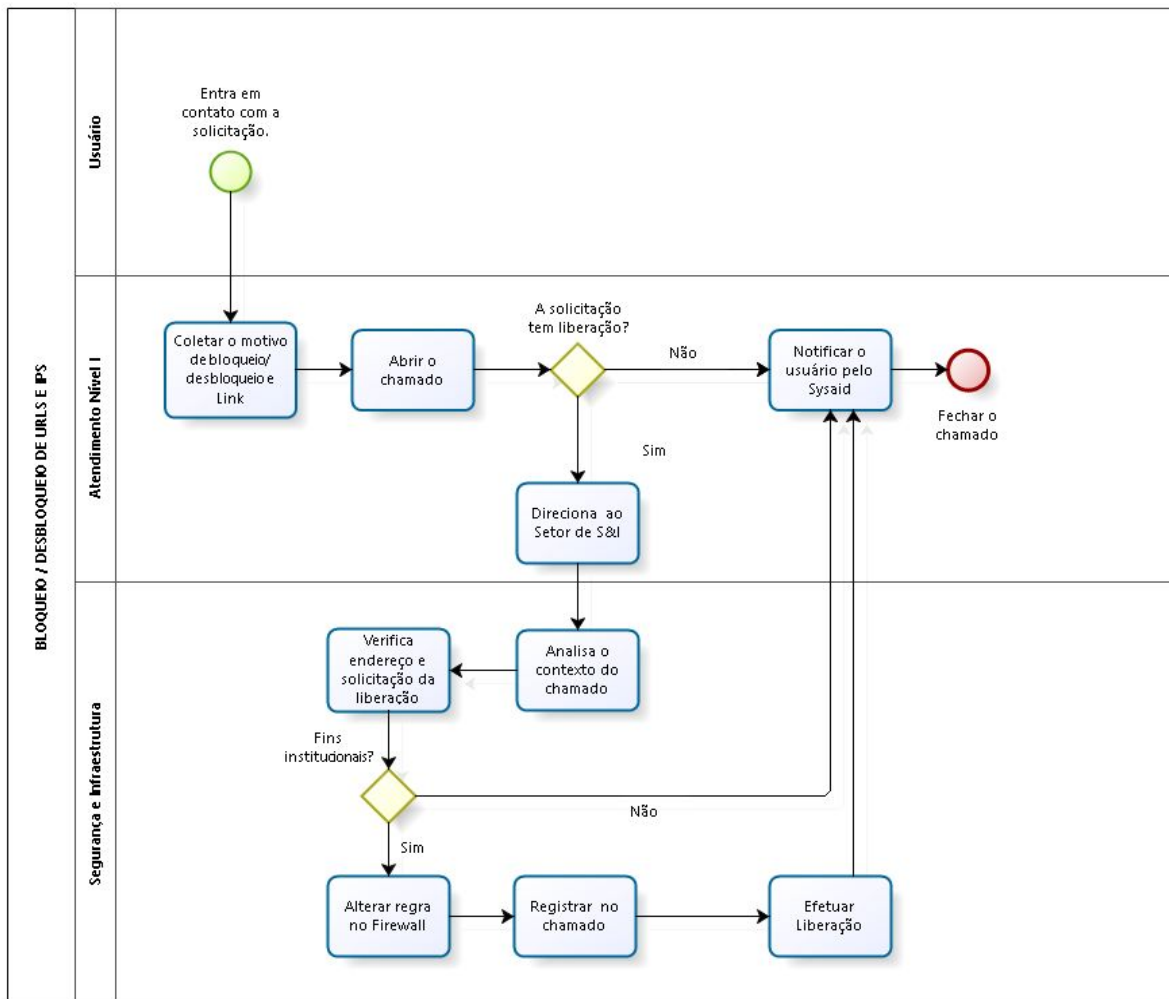 BLOQUEIO / DESBLOQUEIO DE URLS E IPS
Usuário
Entra em
contato com a
solicitação.
Atendimento Nível I
Coletar o motivo
de bloqueio/
desbloqueio e
Link
Abrir o
chamado
A solicitação
tem liberação?
Não
Notificar o
usuário pelo
Sysaid
Fechar o
chamado
Sim
Direciona ao
Setor de S&I
Segurança e Infraestrutura
Verifica
endereço e
solicitação da
liberação
Analisa o
contexto do
chamado
Fins
institucionais?
Não
Sim
Alterar regra
no Firewall
Registrar no
chamado
Efetuar
Liberação